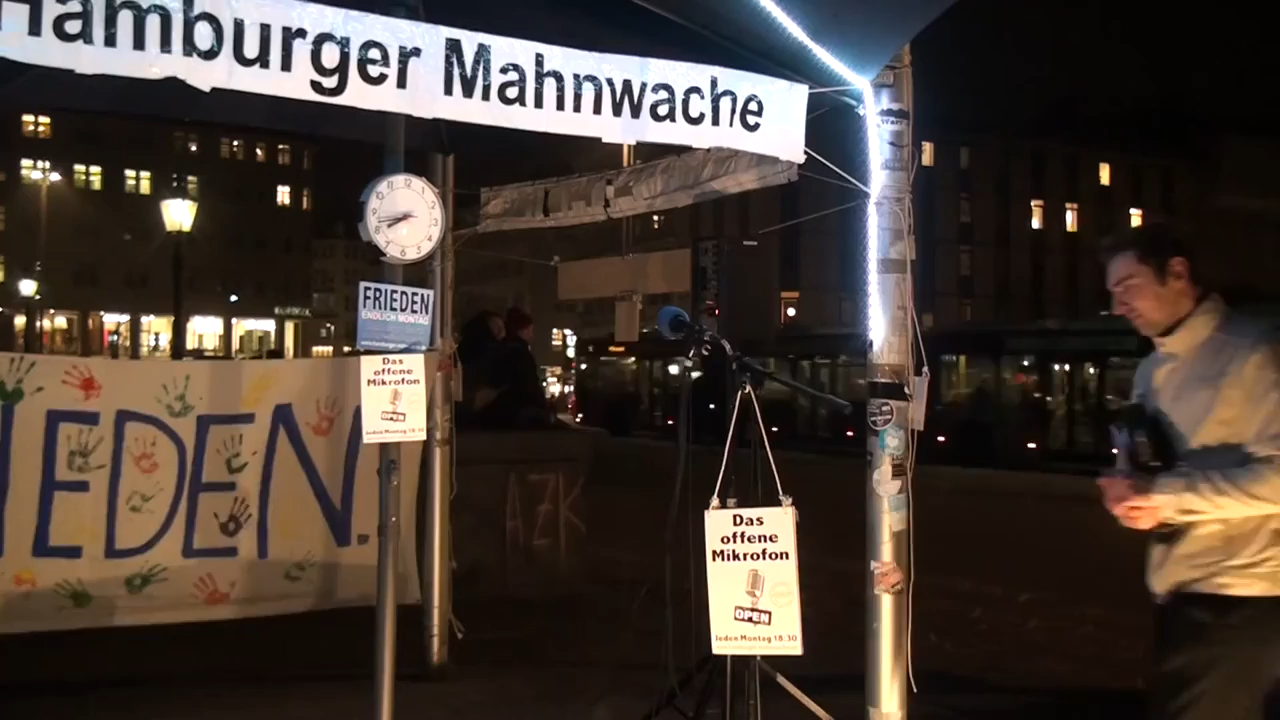 Hamburger Mahnwache
12
FRIEDEN
ENDLICH MONTAG
Das
offene
Mikrofon
OPEN
Jeden Montag 18:30
IEDEN.
AZK
Das
offene
Mikrofon
OPEN
Jeden Montag 18:30